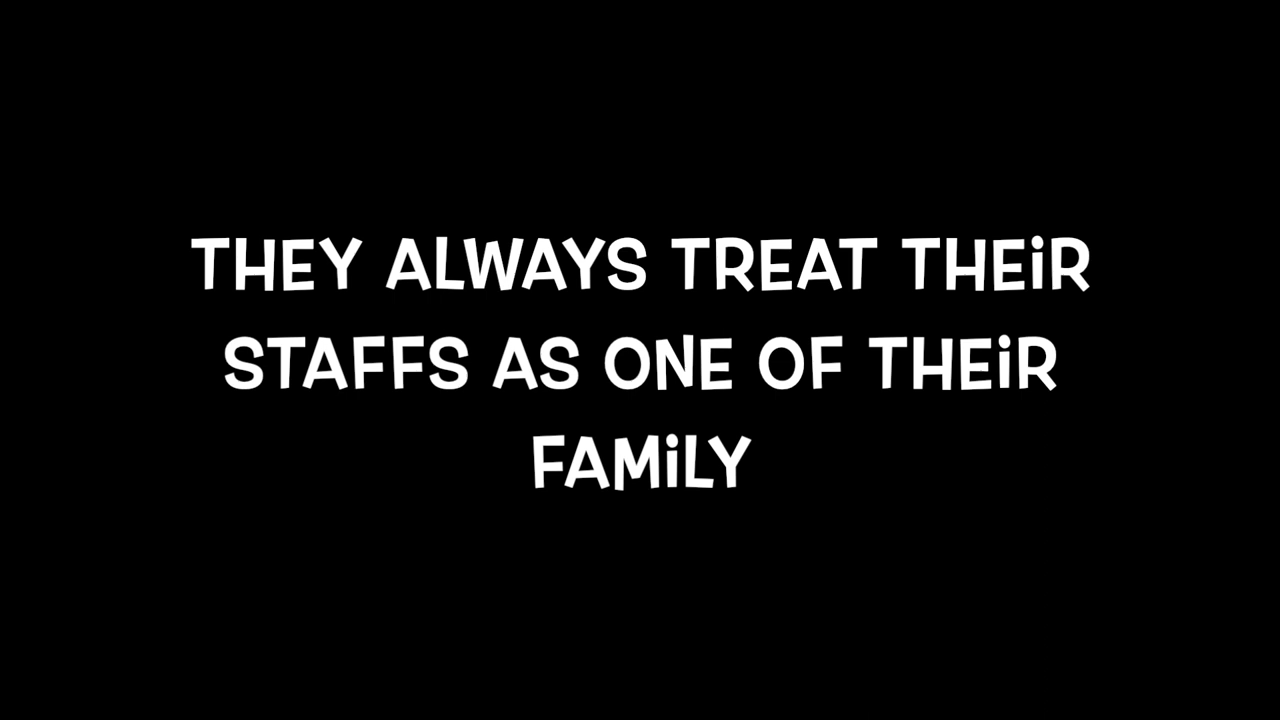 THEY ALWAYS TREAT THEiR
STAFFS AS ONE OF THEiR
FAMiLY